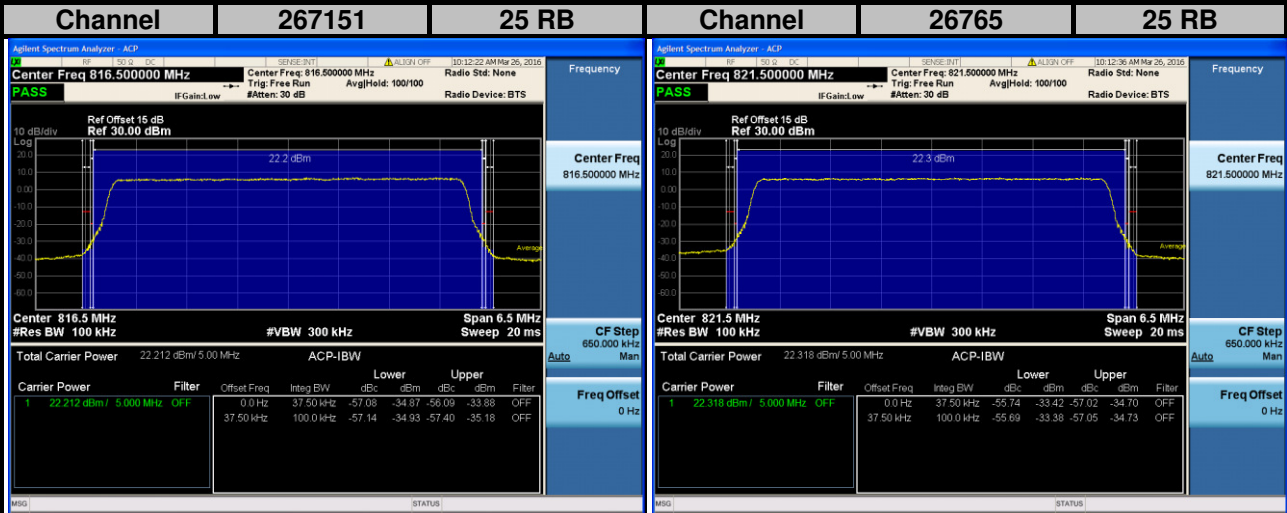 Channel 267151 25 RB
Agilent Spectrum Analyzer - ACP
RF 50 Ω DC SENSE:INT ALIGN OFF 10:12:22 AM Mar 26, 2016
Center Freq 816.500000 MHz
Center Freq: 816.500000 MHz Radio Std: None
Trig: Free Run Avg|Hold: 100/100
PASS
IFGain:Low #Atten: 30 dB Radio Device: BTS
Ref Offset 15 dB
10 dB/div Ref 30.00 dBm
Log
20.0
10.0
0.00
-10.0
-20.0
-30.0
-40.0
-50.0
-60.0
22.2 dBm
Average
Center 816.5 MHz Span 6.5 MHz
#Res BW 100 kHz #VBW 300 kHz Sweep 20 ms
Total Carrier Power 22.212 dBm/ 5.00 MHz ACP-IBW
Lower Upper
Carrier Power Filter Offset Freq Integ BW dBc dBm dBc dBm Filter
1 22.212 dBm / 5.000 MHz OFF 0.0 Hz 37.50 kHz -57.08 -34.87 -56.09 -33.88 OFF
37.50 kHz 100.0 kHz -57.14 -34.93 -57.40 -35.18 OFF
MSG STATUS
Frequency
Center Freq
816.500000 MHz
CF Step
650.000 kHz
Auto Man
Freq Offset
0 Hz
Channel 26765 25 RB
Agilent Spectrum Analyzer - ACP
RF 50 Ω DC SENSE:INT ALIGN OFF 10:12:36 AM Mar 26, 2016
Center Freq 821.500000 MHz
Center Freq: 821.500000 MHz Radio Std: None
Trig: Free Run Avg|Hold: 100/100
PASS
IFGain:Low #Atten: 30 dB Radio Device: BTS
Ref Offset 15 dB
10 dB/div Ref 30.00 dBm
Log
20.0
10.0
0.00
-10.0
-20.0
-30.0
-40.0
-50.0
-60.0
22.3 dBm
Average
Center 821.5 MHz Span 6.5 MHz
#Res BW 100 kHz #VBW 300 kHz Sweep 20 ms
Total Carrier Power 22.318 dBm/ 5.00 MHz ACP-IBW
Lower Upper
Carrier Power Filter Offset Freq Integ BW dBc dBm dBc dBm Filter
1 22.318 dBm / 5.000 MHz OFF 0.0 Hz 37.50 kHz -55.74 -33.42 -57.02 -34.70 OFF
37.50 kHz 100.0 kHz -55.69 -33.38 -57.05 -34.73 OFF
MSG STATUS
Frequency
Center Freq
821.500000 MHz
CF Step
650.000 kHz
Auto Man
Freq Offset
0 Hz